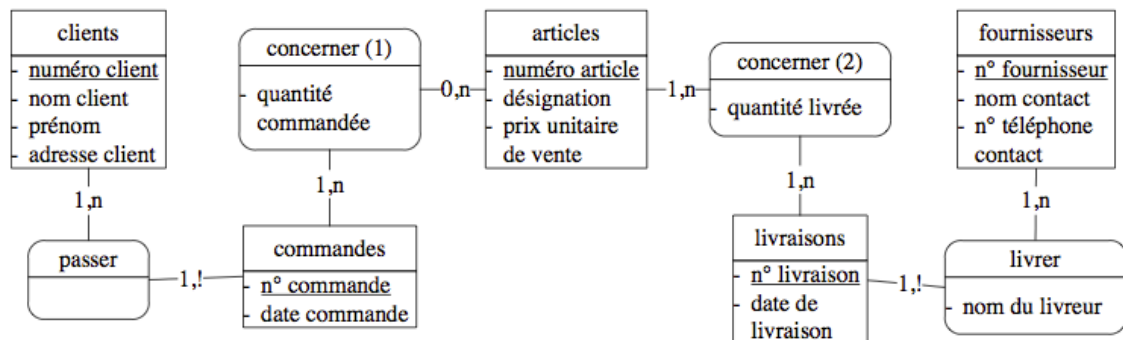 clients
- numéro client
- nom client
- prénom
- adresse client
1,n
passer
1,!
concerner (1)
- quantité
commandée
0,n
1,n
commandes
- n° commande
- date commande
articles
- numéro article
- désignation
- prix unitaire
de vente
1,n
concerner (2)
- quantité livrée
1,n
livraisons
- n° livraison
- date de
livraison
1,!
fournisseurs
- n° fournisseur
- nom contact
- n° téléphone
contact
1,n
livrer
- nom du livreur